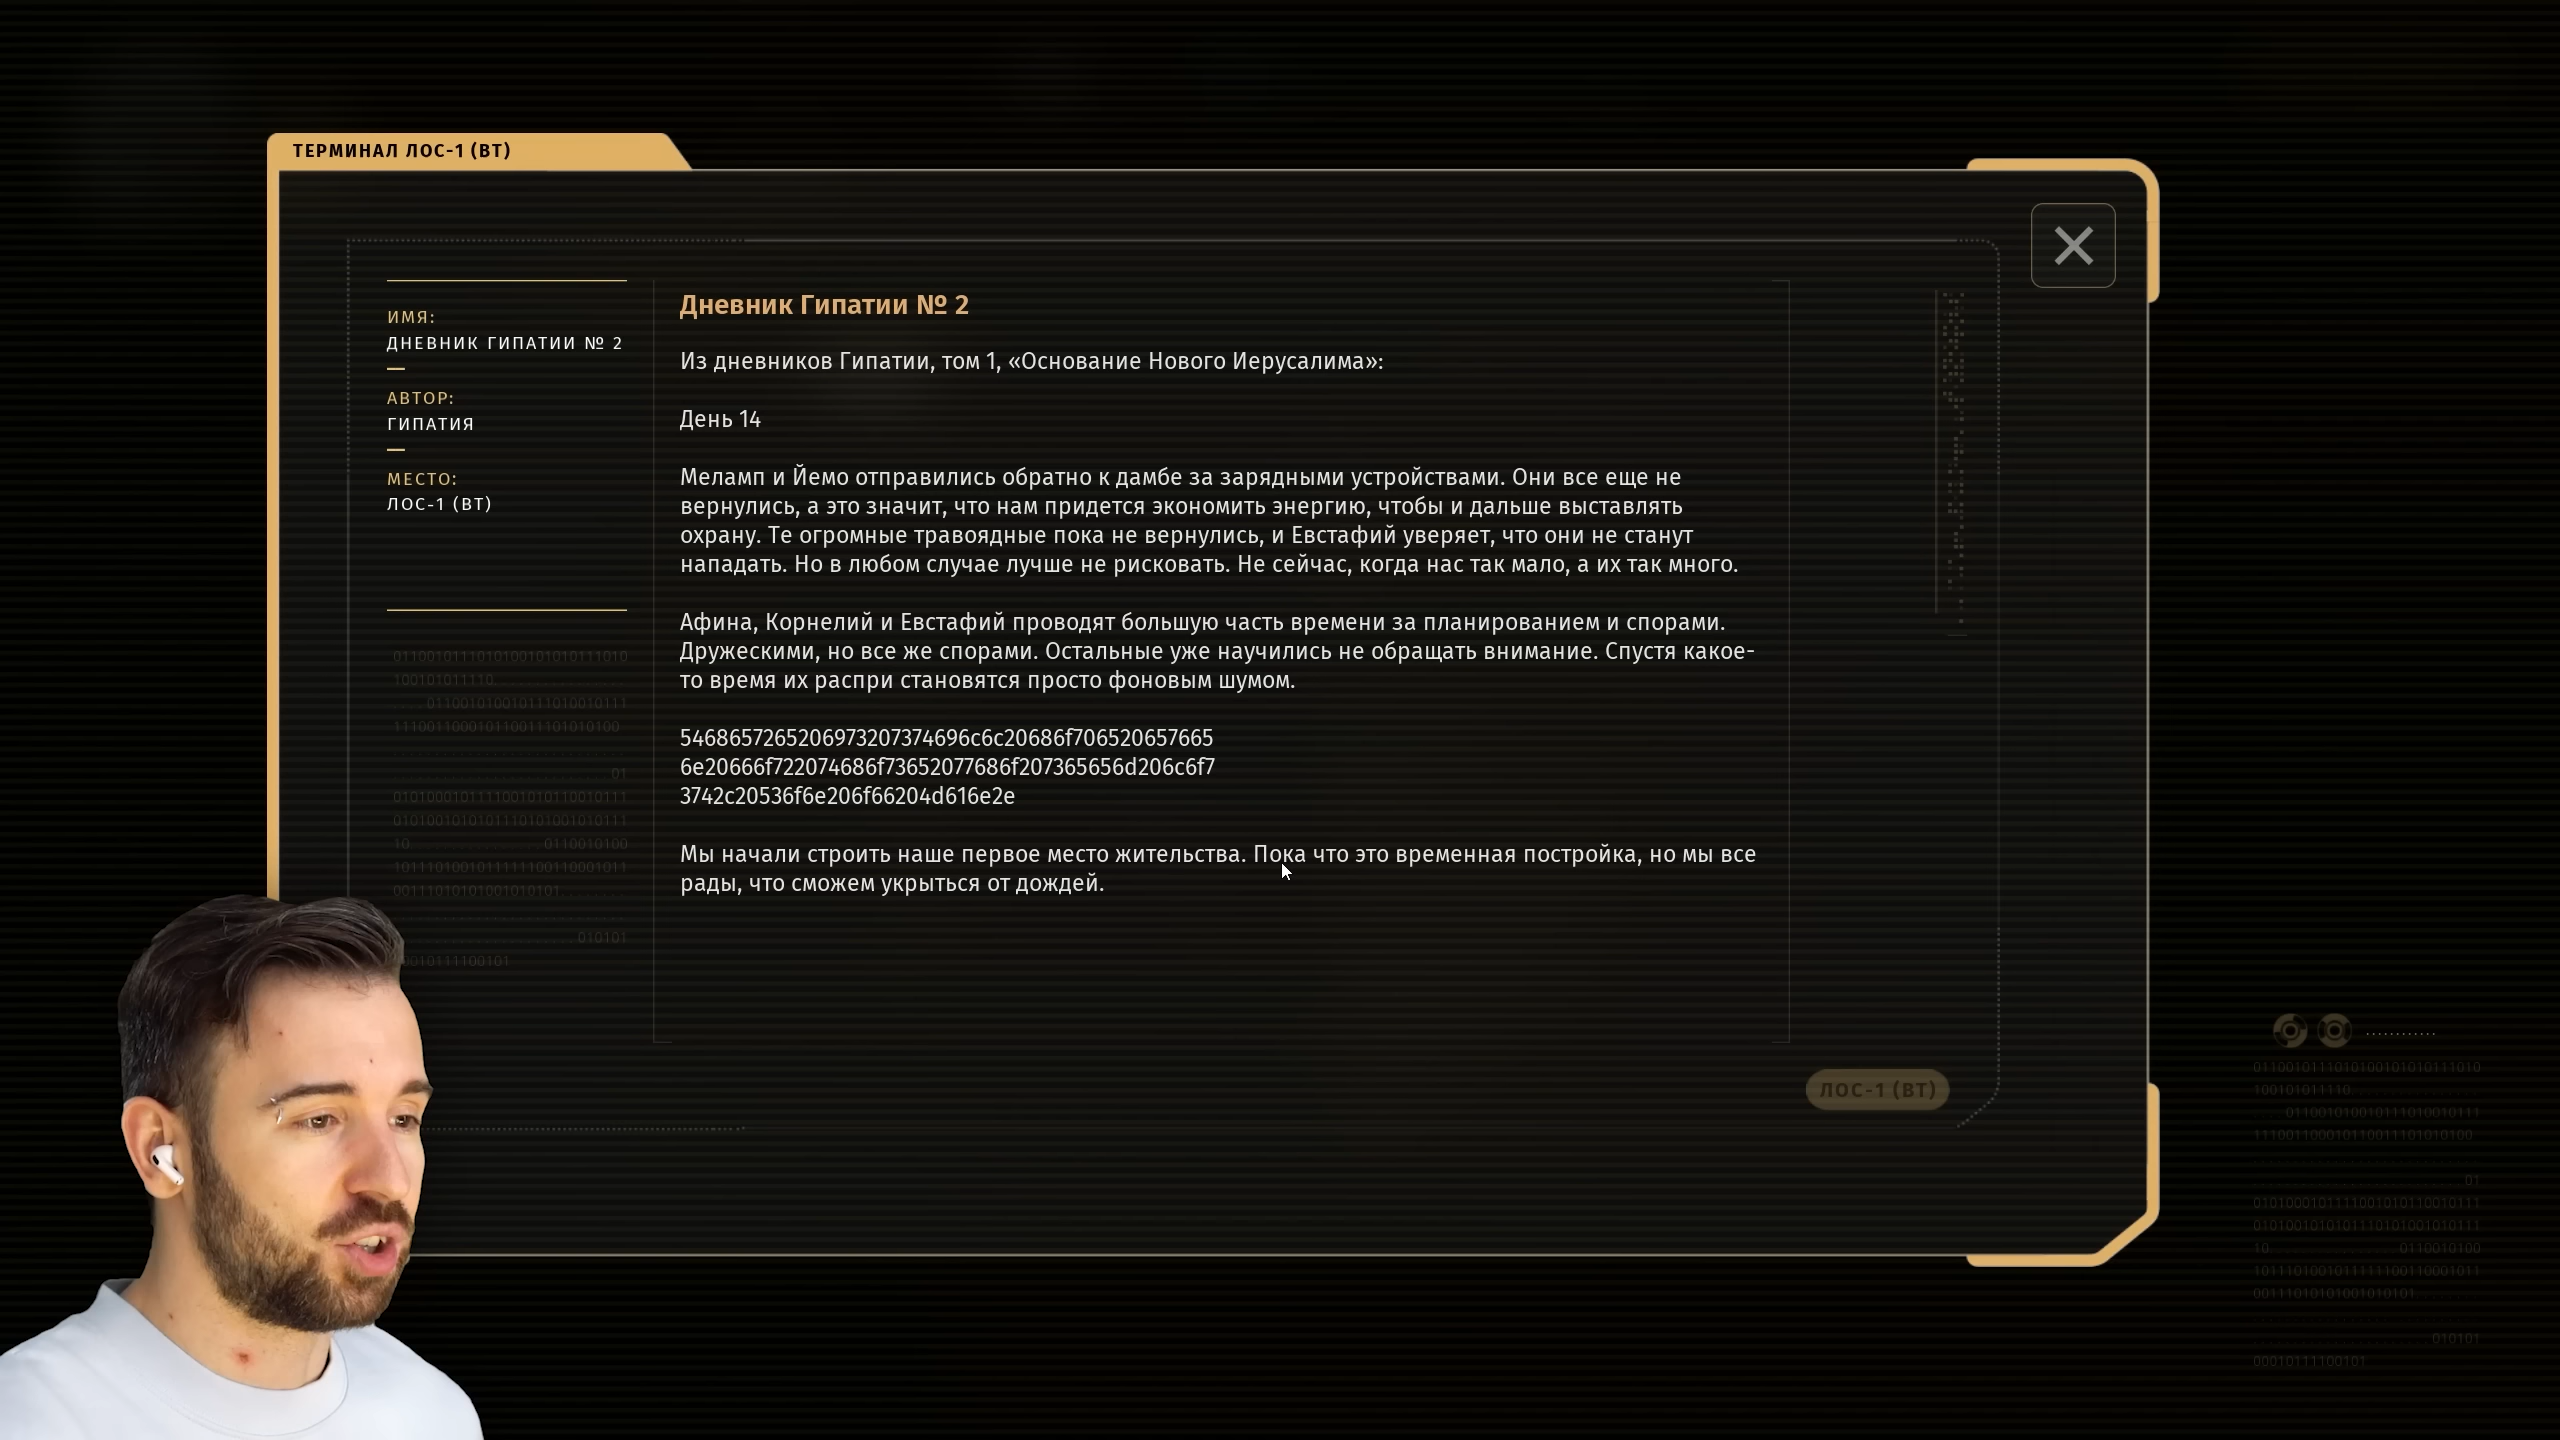 ТЕРМИНАЛ ЛОС-1 (ВТ)
ИМЯ:
ДНЕВНИК ГИПАТИИ № 2
АВТОР:
ГИПАТИЯ
МЕСТО:
ЛОС-1 (ВТ)
Дневник Гипатии № 2
Из дневников Гипатии, том 1, «Основание Нового Иерусалима»:
День 14
Меламп и Йемо отправились обратно к дамбе за зарядными устройствами. Они все еще не
вернулись, а это значит, что нам придется экономить энергию, чтобы и дальше выставлять
охрану. Те огромные травоядные пока не вернулись, и Евстафий уверяет, что они не станут
нападать. Но в любом случае лучше не рисковать. Не сейчас, когда нас так мало, а их так много.
Афина, Корнелий и Евстафий проводят большую часть времени за планированием и спорами.
Дружескими, но все же спорами. Остальные уже научились не обращать внимание. Спустя какое-
то время их распри становятся просто фоновым шумом.
5468657265206973207374696c6c20686f706520657665
6e20666f722074686f73652077686f207365656d206c6f7
3742c20536f6e206f66204d616e2e
Мы начали строить наше первое место жительства. Пока что это временная постройка, но мы все
рады, что сможем укрыться от дождей.
ЛОС-1 (ВТ)